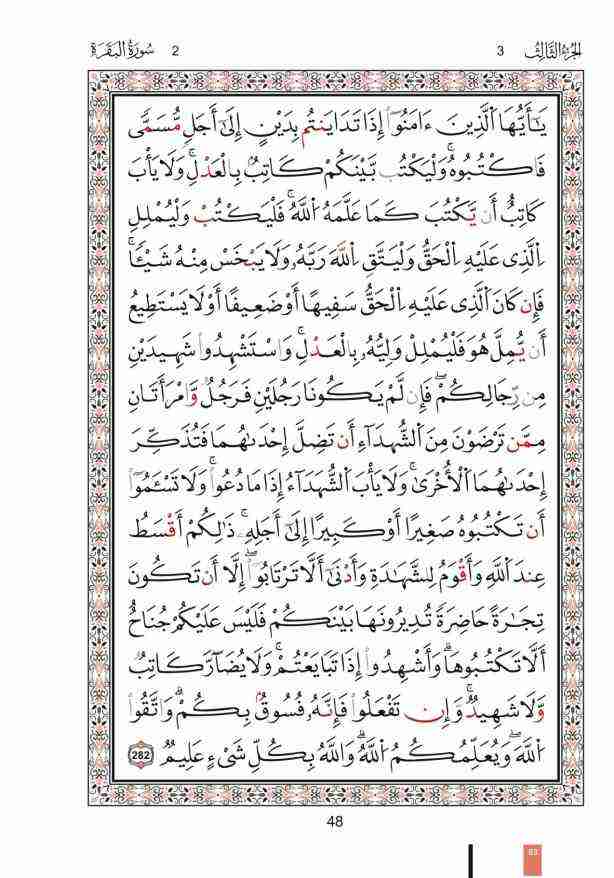 الجزء الثالث 3 2 سورة البقرة
يَـٰٓأَيُّهَا ٱلَّذِينَ ءَامَنُوٓا۟ إِذَا تَدَايَنتُم بِدَيْنٍ إِلَىٰٓ أَجَلٍ مُّسَمًّى
فَٱكْتُبُوهُ ۚ وَلْيَكْتُب بَّيْنَكُمْ كَاتِبٌۢ بِٱلْعَدْلِ ۚ وَلَا يَأْبَ
كَاتِبٌ أَن يَكْتُبَ كَمَا عَلَّمَهُ ٱللَّهُ ۚ فَلْيَكْتُبْ وَلْيُمْلِلِ
ٱلَّذِى عَلَيْهِ ٱلْحَقُّ وَلْيَتَّقِ ٱللَّهَ رَبَّهُۥ وَلَا يَبْخَسْ مِنْهُ شَيْـًٔا ۚ
فَإِن كَانَ ٱلَّذِى عَلَيْهِ ٱلْحَقُّ سَفِيهًا أَوْ ضَعِيفًا أَوْ لَا يَسْتَطِيعُ
أَن يُمِلَّ هُوَ فَلْيُمْلِلْ وَلِيُّهُۥ بِٱلْعَدْلِ ۚ وَٱسْتَشْهِدُوا۟ شَهِيدَيْنِ
مِن رِّجَالِكُمْ ۖ فَإِن لَّمْ يَكُونَا رَجُلَيْنِ فَرَجُلٌ وَٱمْرَأَتَانِ
مِمَّن تَرْضَوْنَ مِنَ ٱلشُّهَدَآءِ أَن تَضِلَّ إِحْدَىٰهُمَا فَتُذَكِّرَ
إِحْدَىٰهُمَا ٱلْأُخْرَىٰ ۚ وَلَا يَأْبَ ٱلشُّهَدَآءُ إِذَا مَا دُعُوا۟ ۚ وَلَا تَسْـَٔمُوٓا۟
أَن تَكْتُبُوهُ صَغِيرًا أَوْ كَبِيرًا إِلَىٰٓ أَجَلِهِۦ ۚ ذَٰلِكُمْ أَقْسَطُ
عِندَ ٱللَّهِ وَأَقْوَمُ لِلشَّهَـٰدَةِ وَأَدْنَىٰٓ أَلَّا تَرْتَابُوٓا۟ ۖ إِلَّآ أَن تَكُونَ
تِجَـٰرَةً حَاضِرَةً تُدِيرُونَهَا بَيْنَكُمْ فَلَيْسَ عَلَيْكُمْ جُنَاحٌ
أَلَّا تَكْتُبُوهَا ۗ وَأَشْهِدُوٓا۟ إِذَا تَبَايَعْتُمْ ۚ وَلَا يُضَآرَّ كَاتِبٌ
وَلَا شَهِيدٌ ۚ وَإِن تَفْعَلُوا۟ فَإِنَّهُۥ فُسُوقٌۢ بِكُمْ ۗ وَٱتَّقُوا۟
ٱللَّهَ ۖ وَيُعَلِّمُكُمُ ٱللَّهُ ۗ وَٱللَّهُ بِكُلِّ شَىْءٍ عَلِيمٌ 282
48
63